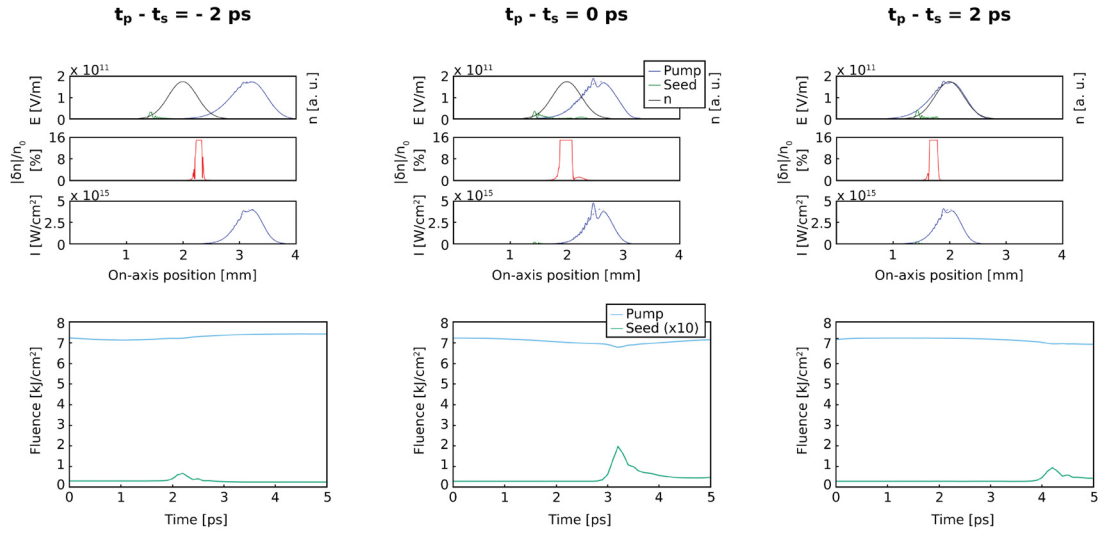 tp - ts = - 2 ps
tp - ts = 0 ps
tp - ts = 2 ps
x 10¹¹
E [V/m]
2
1
0
n [a. u.]
|δn|/n₀
[%]
16
8
0
x 10¹⁵
I [W/cm²]
5
2.5
0
1 2 3 4
On-axis position [mm]
x 10¹¹
E [V/m]
2
1
0
Pump
Seed
n
n [a. u.]
|δn|/n₀
[%]
16
8
0
x 10¹⁵
I [W/cm²]
5
2.5
0
1 2 3 4
On-axis position [mm]
x 10¹¹
E [V/m]
2
1
0
n [a. u.]
|δn|/n₀
[%]
16
8
0
x 10¹⁵
I [W/cm²]
5
2.5
0
1 2 3 4
On-axis position [mm]
Fluence [kJ/cm²]
8
7
6
5
4
3
2
1
0
0 1 2 3 4 5
Time [ps]
Pump
Seed (x10)
Fluence [kJ/cm²]
8
7
6
5
4
3
2
1
0
0 1 2 3 4 5
Time [ps]
Fluence [kJ/cm²]
8
7
6
5
4
3
2
1
0
0 1 2 3 4 5
Time [ps]